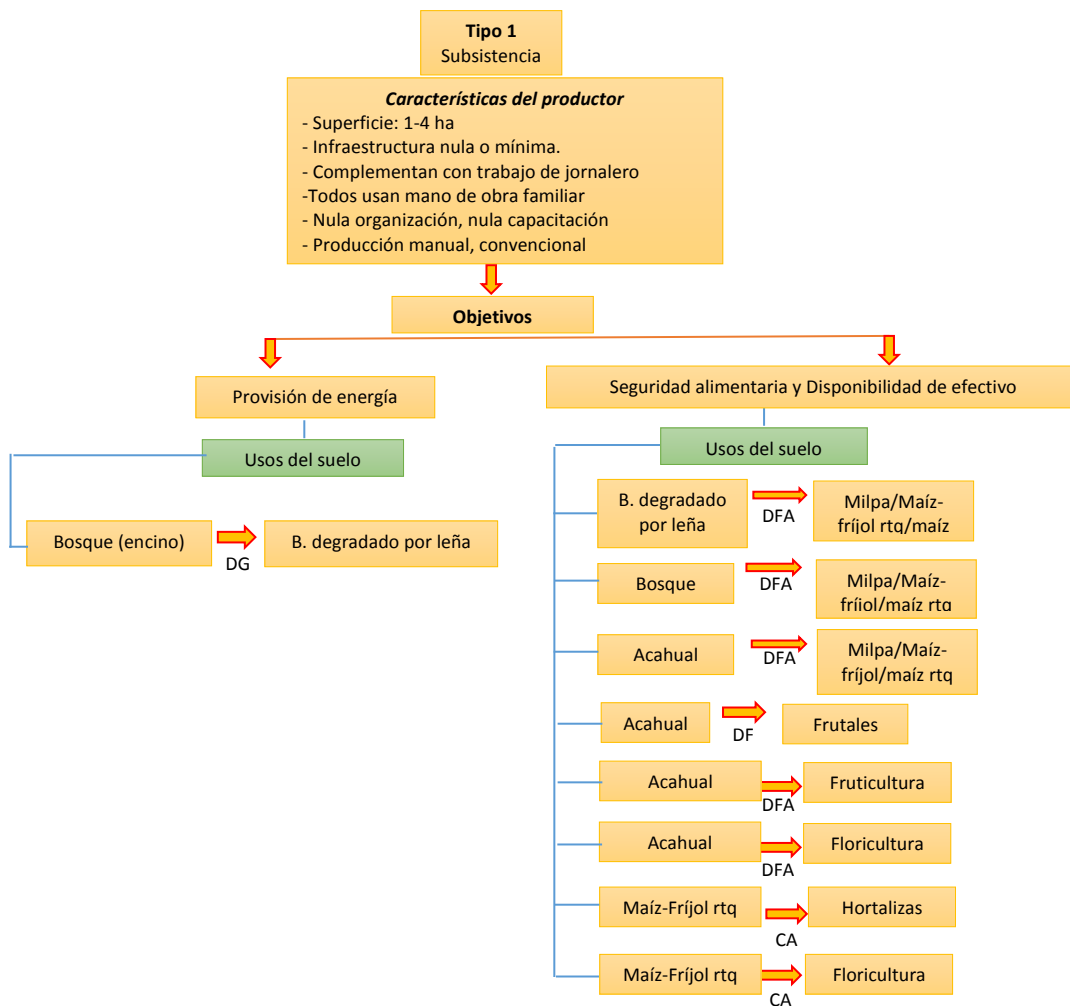 Tipo 1
Subsistencia
Características del productor
- Superficie: 1-4 ha
- Infraestructura nula o mínima.
- Complementan con trabajo de jornalero
-Todos usan mano de obra familiar
- Nula organización, nula capacitación
- Producción manual, convencional
Objetivos
Provisión de energía
Usos del suelo
Bosque (encino)
DG
B. degradado por leña
Seguridad alimentaria y Disponibilidad de efectivo
Usos del suelo
B. degradado
por leña
DFA
Milpa/Maíz-
fríjol rtq/maíz
Bosque
DFA
Milpa/Maíz-
fríjol/maíz rtq
Acahual
DFA
Milpa/Maíz-
fríjol/maíz rtq
Acahual
DF
Frutales
Acahual
DFA
Fruticultura
Acahual
DFA
Floricultura
Maíz-Fríjol rtq
CA
Hortalizas
Maíz-Fríjol rtq
CA
Floricultura